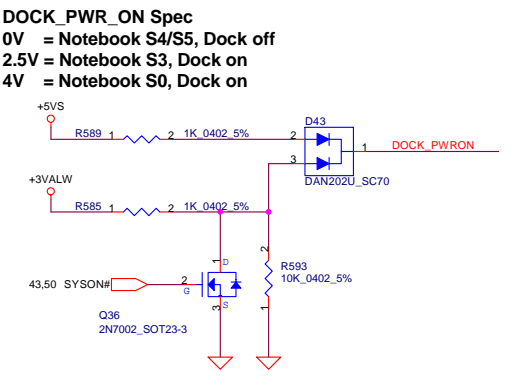 DOCK_PWR_ON Spec
0V = Notebook S4/S5, Dock off
2.5V = Notebook S3, Dock on
4V = Notebook S0, Dock on
+5VS
R589 1 2 1K_0402_5%
D43
2
3
1
DOCK_PWRON
DAN202U_SC70
+3VALW
R585 1 2 1K_0402_5%
43,50 SYSON#
2
G
1
D
3
S
Q36
2N7002_SOT23-3
2
R593
10K_0402_5%
1